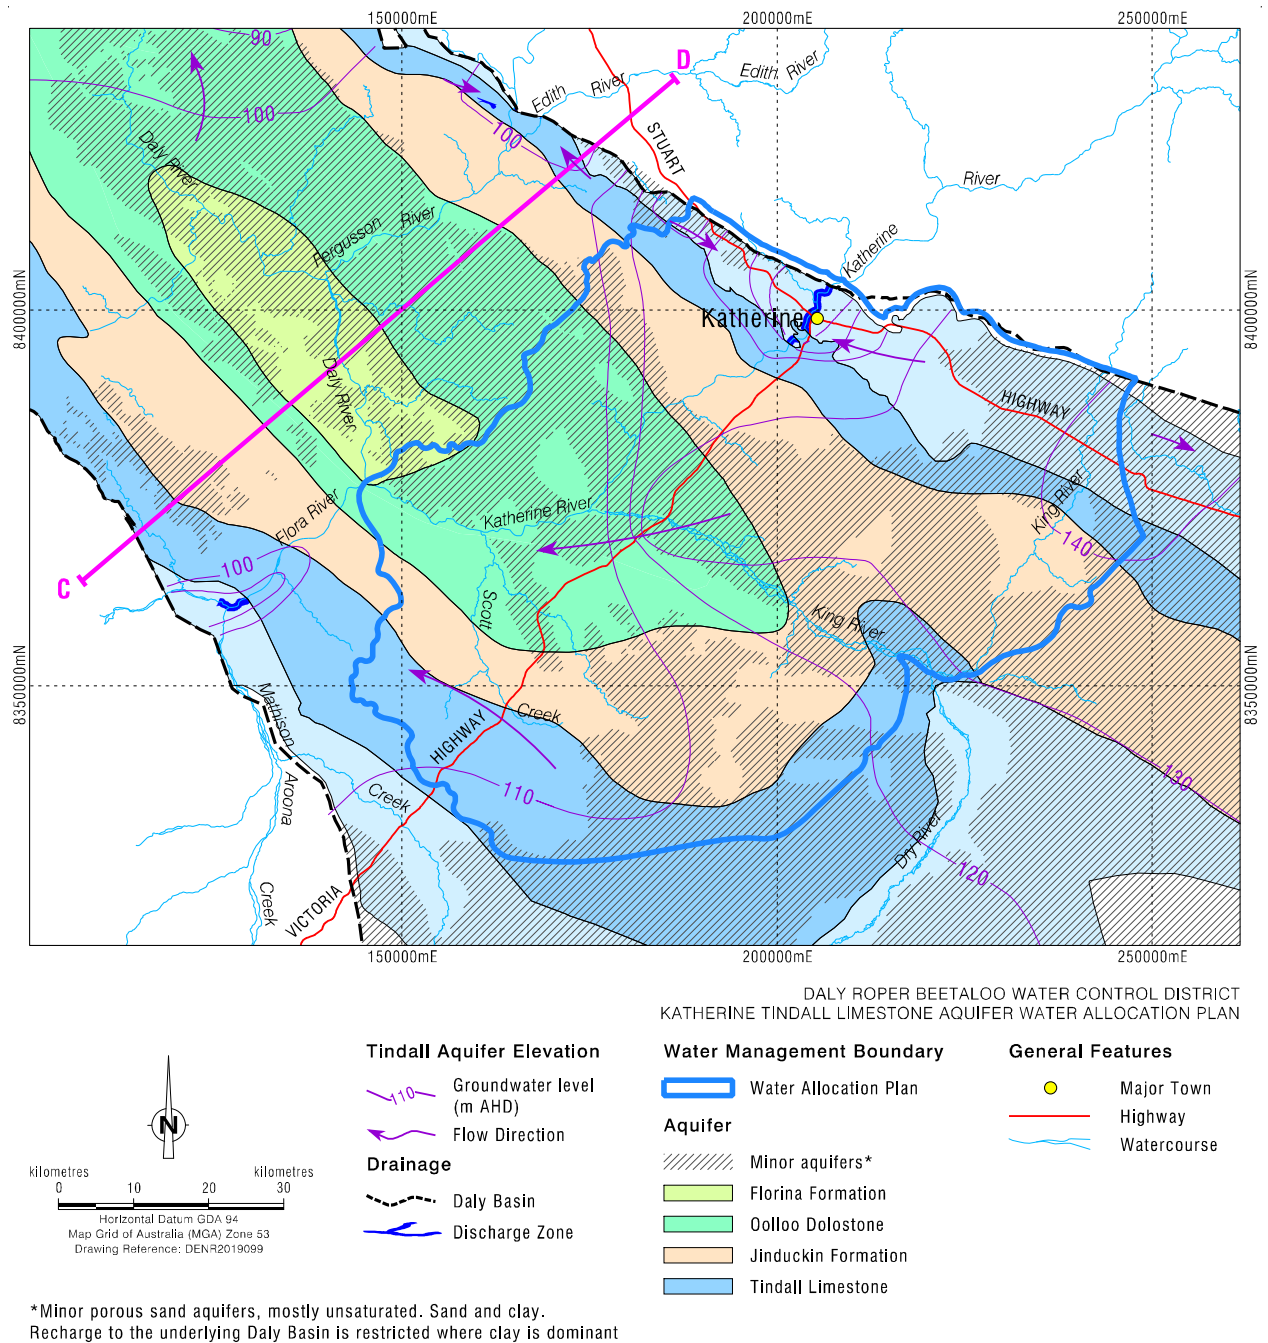 150000mE
200000mE
250000mE
90
100
D
Edith River
Edith River
100
STUART
Daly River
River
Fergusson River
Katherine
8400000mN
8400000mN
Katherine
Daly River
HIGHWAY
Katherine River
King River
Flora River
140
100
C
Scott
King River
8350000mN
8350000mN
Mathison
Creek
HIGHWAY
130
110
Aroona
Creek
Dry River
120
Creek
VICTORIA
150000mE
200000mE
250000mE
DALY ROPER BEETALOO WATER CONTROL DISTRICT
KATHERINE TINDALL LIMESTONE AQUIFER WATER ALLOCATION PLAN
Tindall Aquifer Elevation
110
Groundwater level
(m AHD)
Flow Direction
Drainage
Daly Basin
Discharge Zone
Water Management Boundary
Water Allocation Plan
Aquifer
Minor aquifers*
Florina Formation
Oolloo Dolostone
Jinduckin Formation
Tindall Limestone
General Features
Major Town
Highway
Watercourse
N
kilometres kilometres
0 10 20 30
Horizontal Datum GDA 94
Map Grid of Australia (MGA) Zone 53
Drawing Reference: DENR2019099
*Minor porous sand aquifers, mostly unsaturated. Sand and clay.
Recharge to the underlying Daly Basin is restricted where clay is dominant